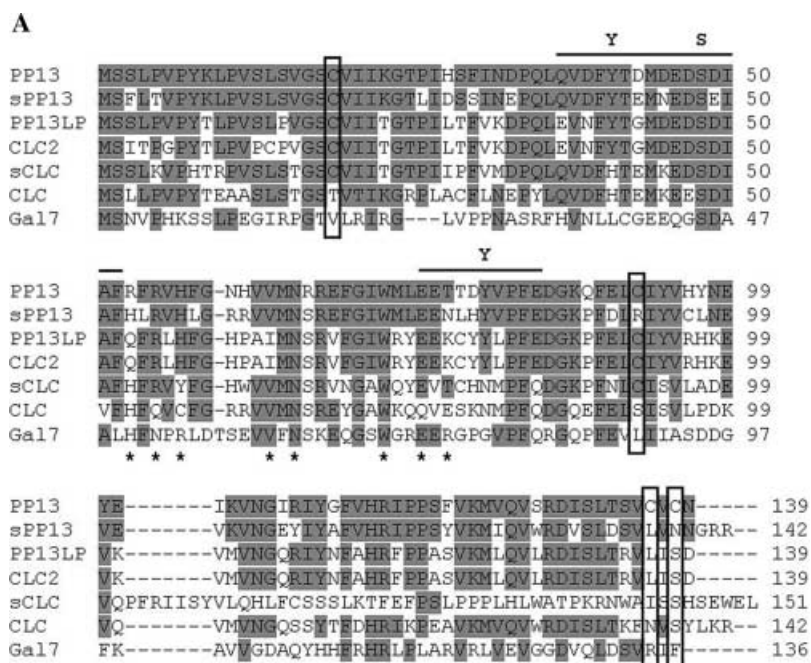 A
Y S
PP13 MSSLPVPYKLPVSLSVGSCVIIKGTPIHSFINDPQLQVDFYTDMDEDSDI 50
sPP13 MSFLTVPYKLPVSLSVGSCVIIKGTLIDSSINEPQLQVDFYTEMNEDSEI 50
PP13LP MSSLPVPYTLPVSLPVGSCVIITGTPILTFVKDPQLEVNFYTGMDEDSDI 50
CLC2 MSITPGPYTLPVPCPVGSCVIITGTPILTFVKDPQLEVNFYTGMDEDSDI 50
sCLC MSSLKVPHTRPVSLSTGSCVIITGTPIIPFVMDPQLQVDFHTEMKEDSDI 50
CLC MSLLPVPYTEAASLSTGSTVTIKGRPLACFLNEPYLQVDFHTEMKEESDI 50
Gal7 MSNVPHKSSLPEGIRPGTVLRIRG---LVPPNASRFHVNLLCGEEQGSDA 47
Y
PP13 AFRFRVHFG-NHVVMNRREFGIWMLEETTDYVPFEDGKQFELCIYVHYNE 99
sPP13 AFHLRVHLG-RRVVMNSREFGIWMLEENLHYVPFEDGKPFDLRIYVCLNE 99
PP13LP AFQFRLHFG-HPAIMNSRVFGIWRYEEKCYYLPFEDGKPFELCIYVRHKE 99
CLC2 AFQFRLHFG-HPAIMNSRVFGIWRYEEKCYYLPFEDGKPFELCIYVRHKE 99
sCLC AFHFRVYFG-HWVVMNSRVNGAWQYEVTCHNMPFQDGKPFNLCISVLADE 99
CLC VFHFQVCFG-RRVVMNSREYGAWKQQVESKNMPFQDGQEFELSISVLPDK 99
Gal7 ALHFNPRLDTSEVVFNSKEQGSWGREERGPGVPFQRGQPFEVLIIASDDG 97
* * * * * * * *
PP13 YE-------IKVNGIRIYGFVHRIPPSFVKMVQVSRDISLTSVCVCN----- 139
sPP13 VE-------VKVNGEYIYAFVHRIPPSYVKMIQVWRDVSLDSVLVNNGRR-- 142
PP13LP VK-------VMVNGQRIYNFAHRFPPASVKMLQVLRDISLTRVLISD----- 139
CLC2 VK-------VMVNGQRIYNFAHRFPPASVKMLQVLRDISLTRVLISD----- 139
sCLC VQPFRIISYVLQHLFCSSSLKTFEFPSLPPPLHLWATPKRNWAISSHSEWEL 151
CLC VQ-------VMVNGQSSYTFDHRIKPEAVKMVQVWRDISLTKFNVSYLKR-- 142
Gal7 FK-------AVVGDAQYHHFRHRLPLARVRLVEVGGDVQLDSVRIF------ 136